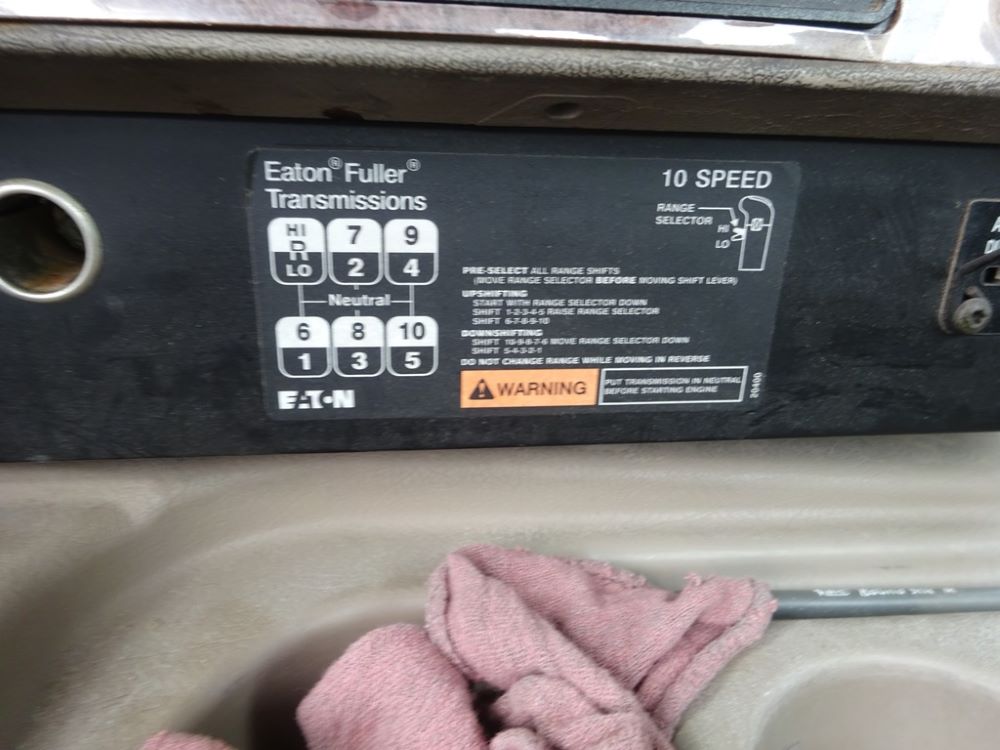 Eaton® Fuller®
Transmissions
10 SPEED
HI R LO
7 2
9 4
Neutral
6 1
8 3
10 5
EATON
RANGE
SELECTOR
HI
LO
PRE-SELECT ALL RANGE SHIFTS
(MOVE RANGE SELECTOR BEFORE MOVING SHIFT LEVER)
UPSHIFTING
START WITH RANGE SELECTOR DOWN
SHIFT 1-2-3-4-5 RAISE RANGE SELECTOR
SHIFT 6-7-8-9-10
DOWNSHIFTING
SHIFT 10-9-8-7-6 MOVE RANGE SELECTOR DOWN
SHIFT 5-4-3-2-1
DO NOT CHANGE RANGE WHILE MOVING IN REVERSE
WARNING
PUT TRANSMISSION IN NEUTRAL
BEFORE STARTING ENGINE
20400